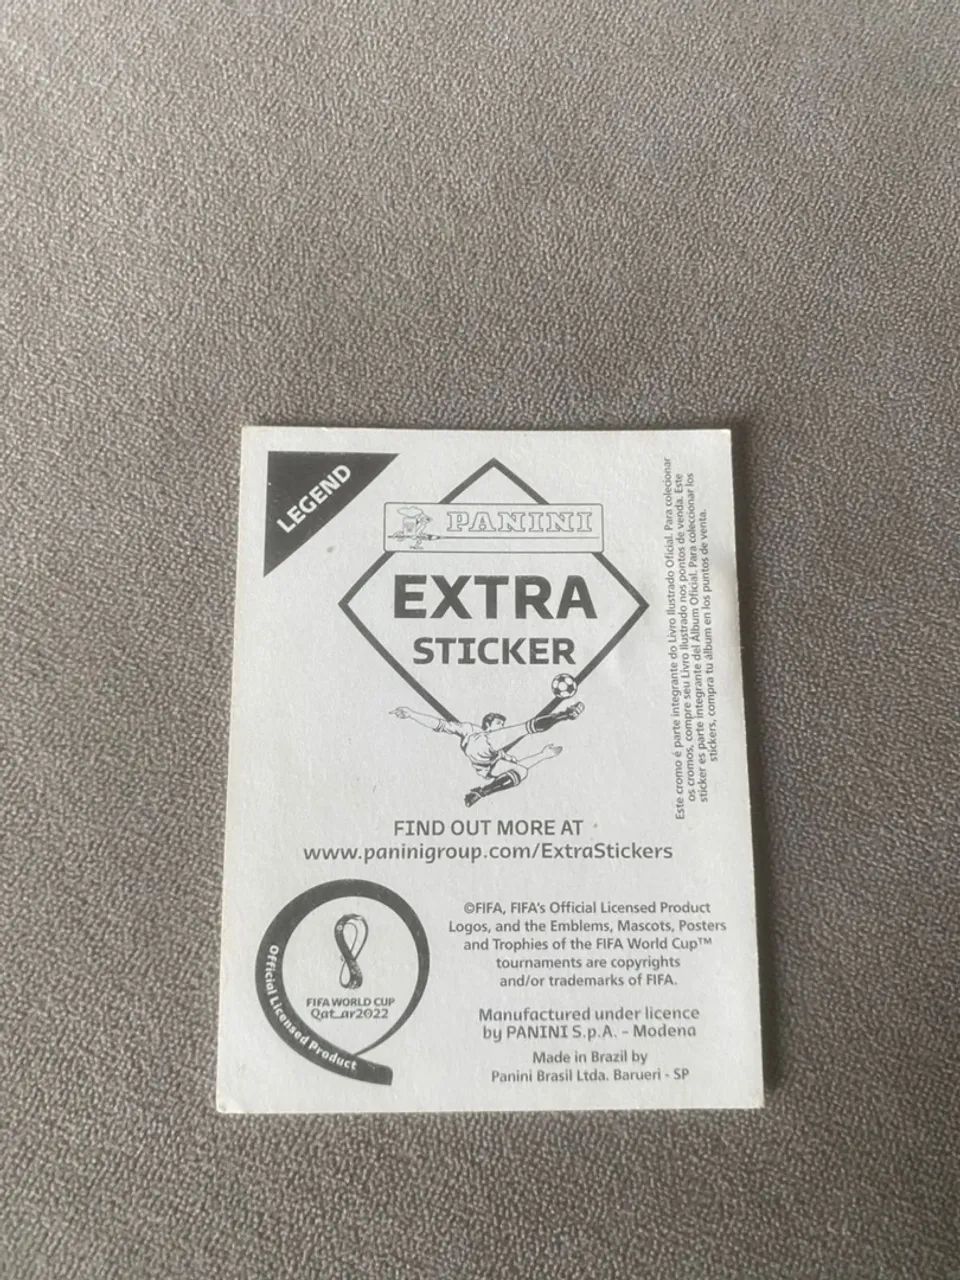 LEGEND
PANINI
EXTRA
STICKER
FIND OUT MORE AT
www.paninigroup.com/ExtraStickers
Este cromo é parte integrante do Livro Ilustrado Oficial. Para colecionar
os cromos, compre seu Livro Ilustrado nos pontos de venda. Este
sticker es parte integrante del Álbum Oficial. Para coleccionar los
stickers, compra tu álbum en los puntos de venta.
Official Licensed Product
FIFA WORLD CUP
Qatar2022
©FIFA, FIFA's Official Licensed Product
Logos, and the Emblems, Mascots, Posters
and Trophies of the FIFA World Cup™
tournaments are copyrights
and/or trademarks of FIFA.
Manufactured under licence
by PANINI S.p.A. - Modena
Made in Brazil by
Panini Brasil Ltda. Barueri - SP